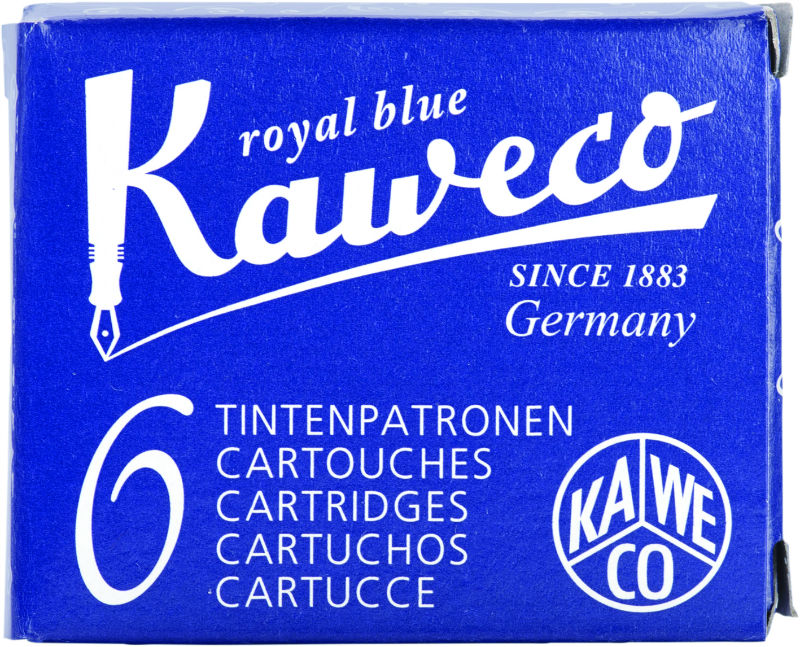 royal blue
Kaweco
SINCE 1883
Germany
6
TINTENPATRONEN
CARTOUCHES
CARTRIDGES
CARTUCHOS
CARTUCCE
KA WE
CO